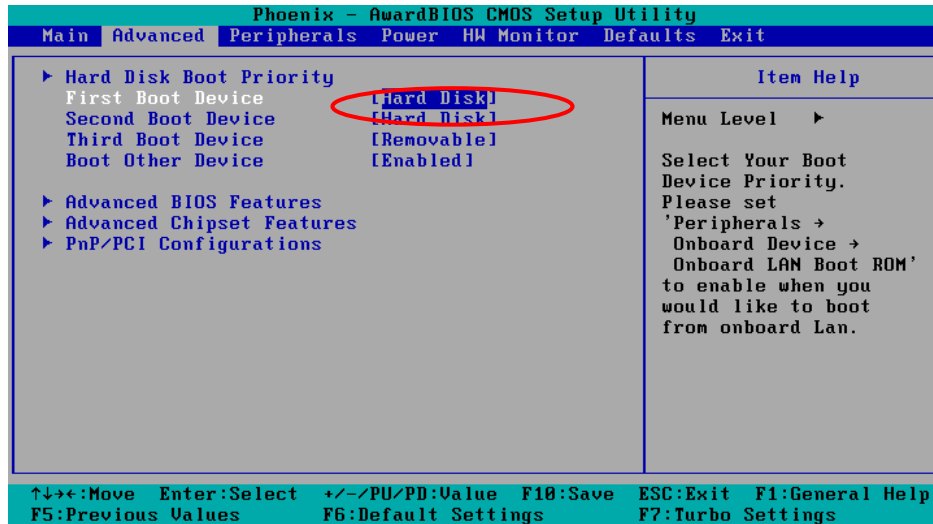 Phoenix - AwardBIOS CMOS Setup Utility
Main Advanced Peripherals Power HW Monitor Defaults Exit
▶ Hard Disk Boot Priority
First Boot Device [Hard Disk]
Second Boot Device [Hard Disk]
Third Boot Device [Removable]
Boot Other Device [Enabled]
▶ Advanced BIOS Features
▶ Advanced Chipset Features
▶ PnP/PCI Configurations
Item Help
Menu Level ▶
Select Your Boot
Device Priority.
Please set
'Peripherals →
Onboard Device →
Onboard LAN Boot ROM'
to enable when you
would like to boot
from onboard Lan.
↑↓→←:Move Enter:Select +/-/PU/PD:Value F10:Save ESC:Exit F1:General Help
F5:Previous Values F6:Default Settings F7:Turbo Settings